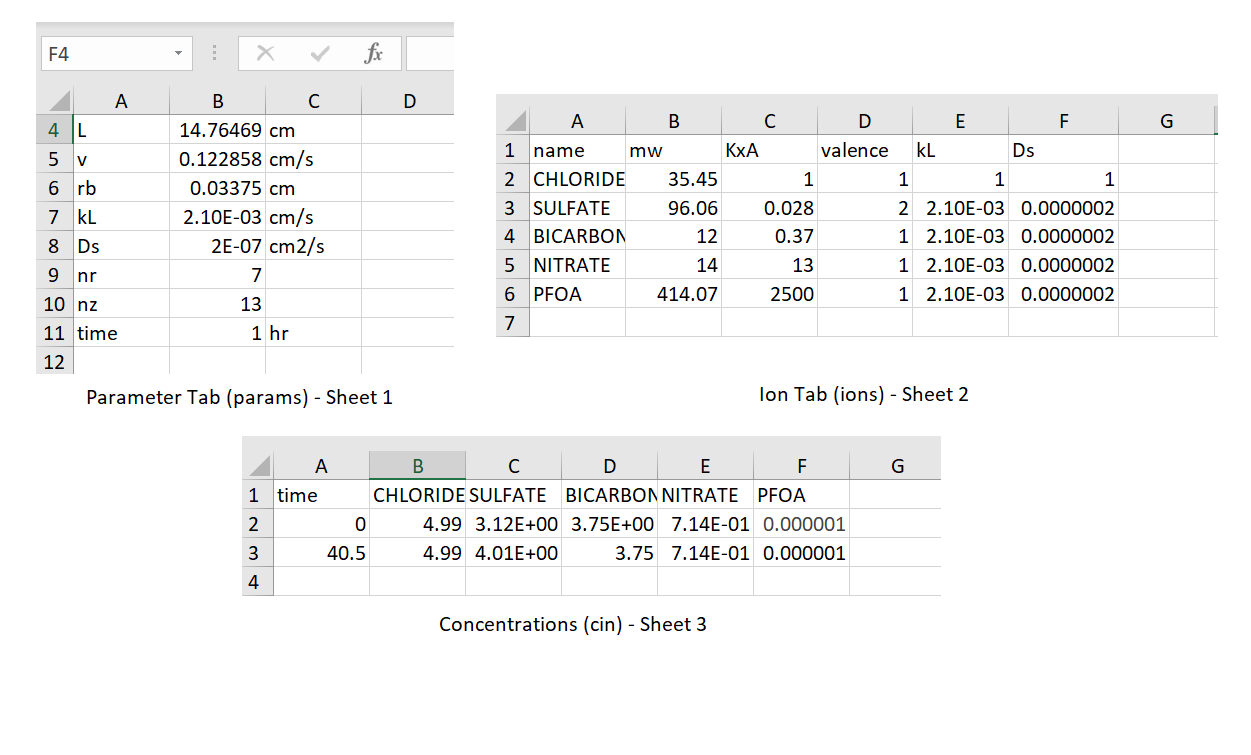 F4 fx
A B C D
4 L 14.76469 cm
5 v 0.122858 cm/s
6 rb 0.03375 cm
7 kL 2.10E-03 cm/s
8 Ds 2E-07 cm2/s
9 nr 7
10 nz 13
11 time 1 hr
12
Parameter Tab (params) - Sheet 1
A B C D E F G
1 name mw KxA valence kL Ds
2 CHLORIDE 35.45 1 1 1 1
3 SULFATE 96.06 0.028 2 2.10E-03 0.0000002
4 BICARBON 12 0.37 1 2.10E-03 0.0000002
5 NITRATE 14 13 1 2.10E-03 0.0000002
6 PFOA 414.07 2500 1 2.10E-03 0.0000002
7
Ion Tab (ions) - Sheet 2
A B C D E F G
1 time CHLORIDE SULFATE BICARBON NITRATE PFOA
2 0 4.99 3.12E+00 3.75E+00 7.14E-01 0.000001
3 40.5 4.99 4.01E+00 3.75 7.14E-01 0.000001
4
Concentrations (cin) - Sheet 3